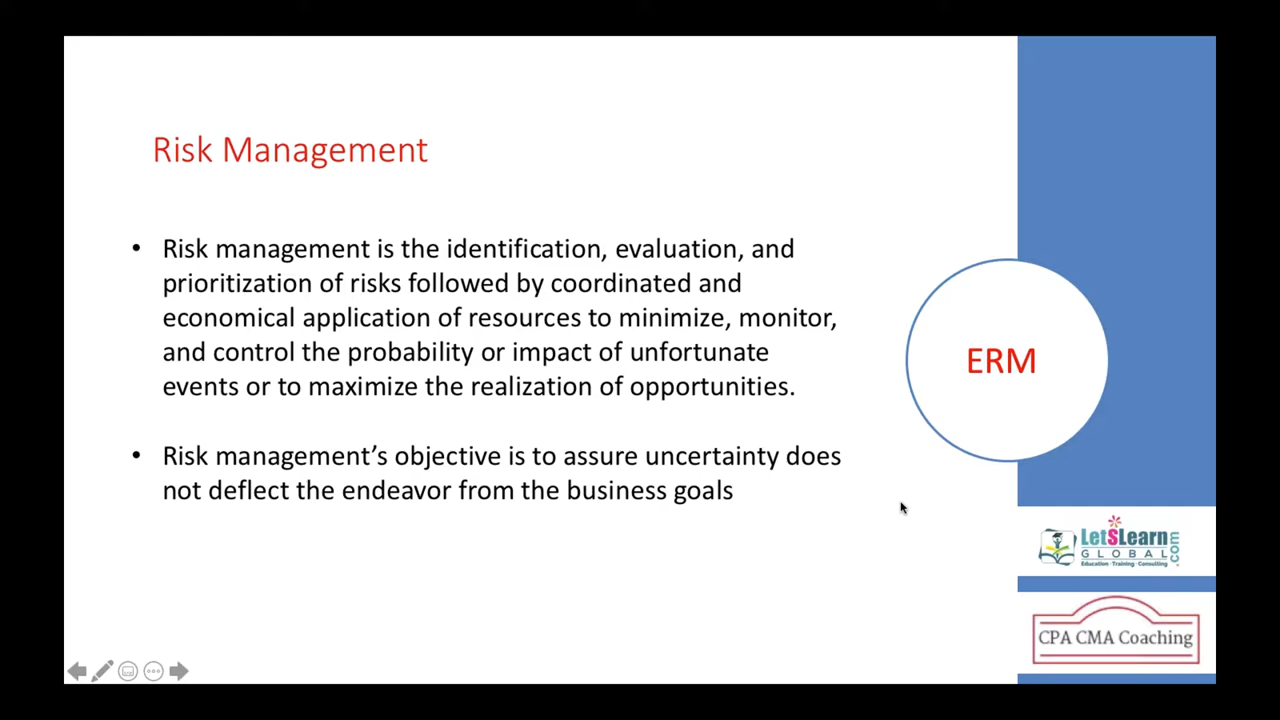 Risk Management
• Risk management is the identification, evaluation, and
prioritization of risks followed by coordinated and
economical application of resources to minimize, monitor,
and control the probability or impact of unfortunate
events or to maximize the realization of opportunities.
• Risk management’s objective is to assure uncertainty does
not deflect the endeavor from the business goals
ERM
LetSLearn
GLOBAL
.com
Education · Training · Consulting
CPA CMA Coaching